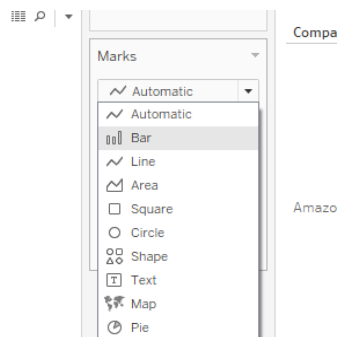 Compa
Marks
Automatic
Automatic
Bar
Line
Area
Square
Circle
Shape
T Text
Map
Pie
Amazo